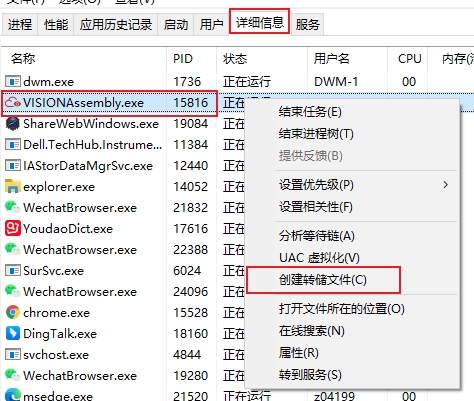 文件(F) 选项(O) 查看(V)
进程 性能 应用历史记录 启动 用户 详细信息 服务
名称 PID 状态 用户名 CPU 内存(活
dwm.exe 1736 正在运行 DWM-1 00
VISIONAssembly.exe 15816 正在运行
ShareWebWindows.exe 19084 正在
Dell.TechHub.Instrume... 11384 正在
IAStorDataMgrSvc.exe 12440 正在
explorer.exe 14052 正在
WechatBrowser.exe 21832 正在
YoudaoDict.exe 17616 正在
WechatBrowser.exe 22388 正在
SurSvc.exe 6024 正在
WechatBrowser.exe 24096 正在
chrome.exe 15528 正在
DingTalk.exe 18160 正在
svchost.exe 4844 正在
WechatBrowser.exe 19280 正在
msedge.exe 21520 正在运行 z04199 00
结束任务(E)
结束进程树(T)
提供反馈(B)
设置优先级(P)
设置相关性(F)
分析等待链(A)
UAC 虚拟化(V)
创建转储文件(C)
打开文件所在的位置(O)
在线搜索(N)
属性(R)
转到服务(S)